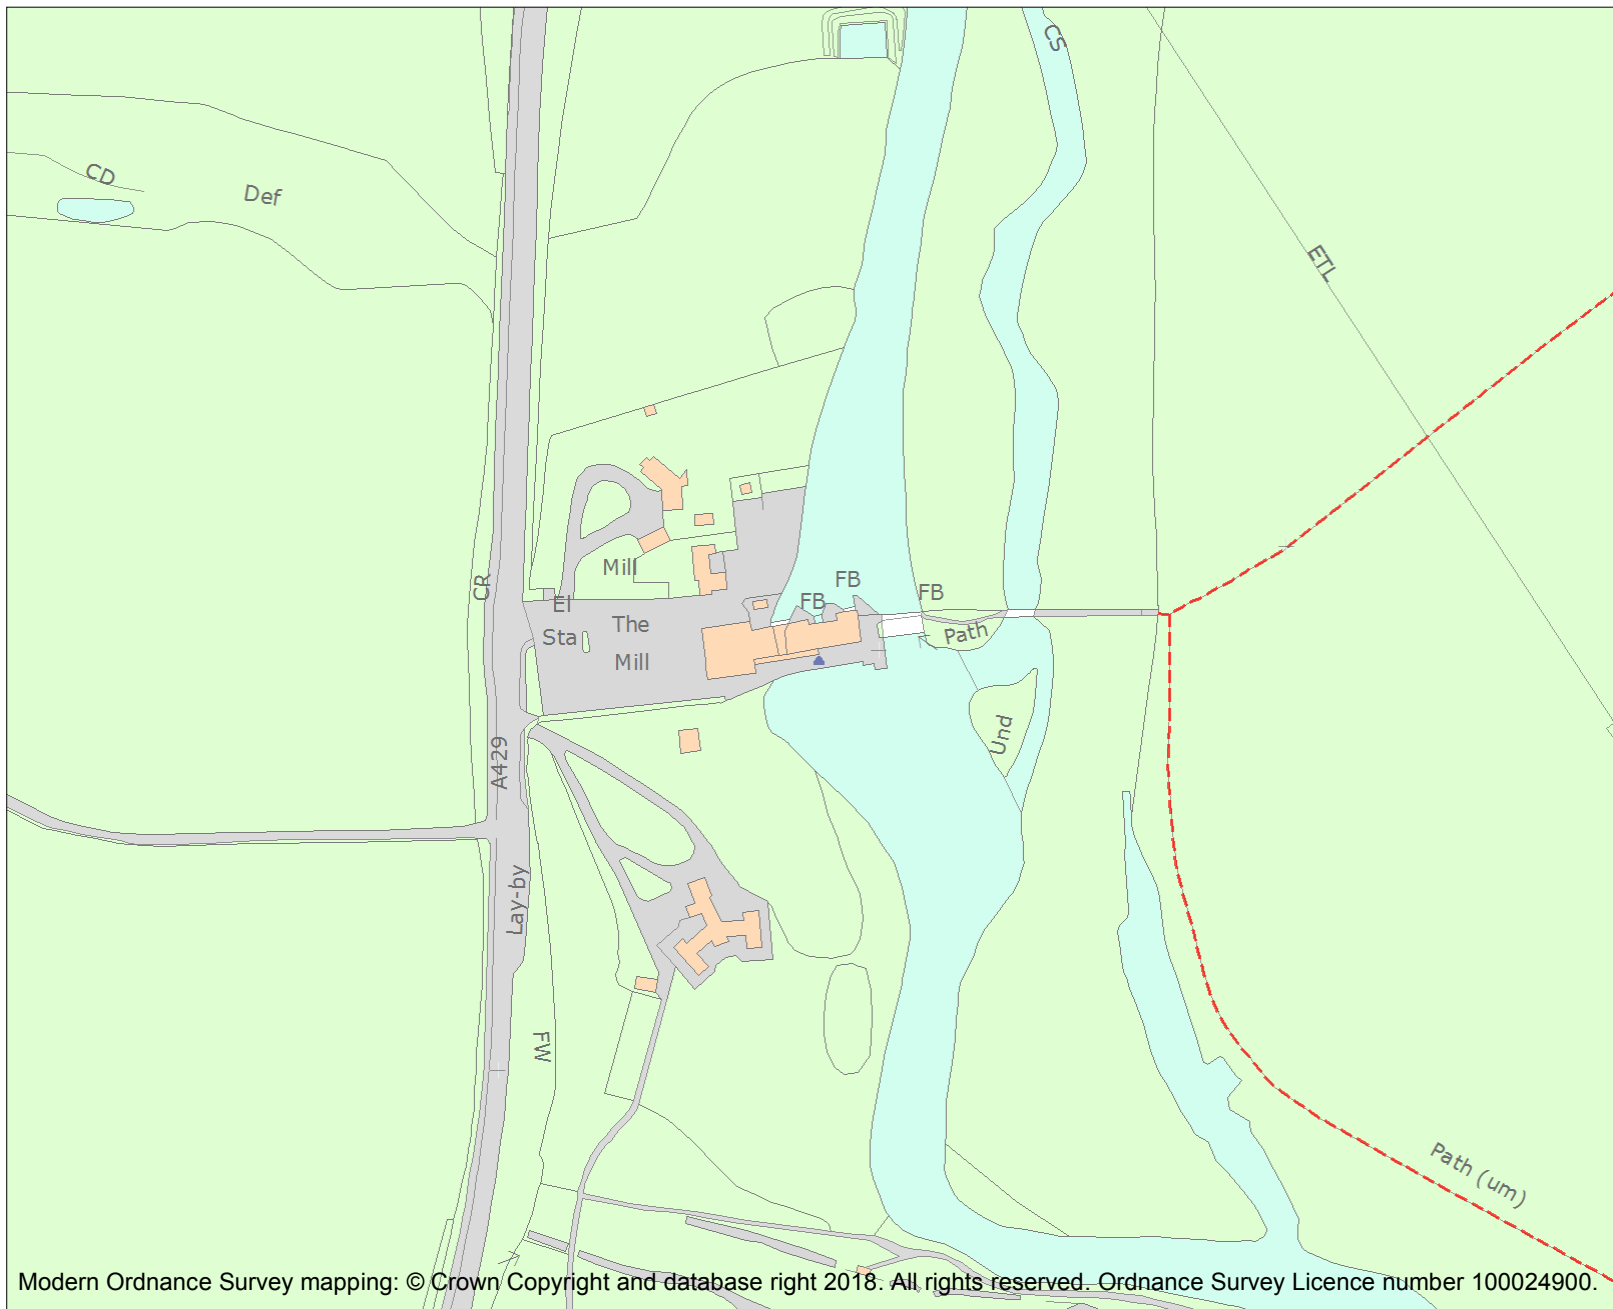 CS
CD
Def
ETL
Mill
CR
FB
FB
FB
El
Sta
The
Mill
Path
Und
A429
Lay-by
FW
Path (um)
Modern Ordnance Survey mapping: © Crown Copyright and database right 2018. All rights reserved. Ordnance Survey Licence number 100024900.